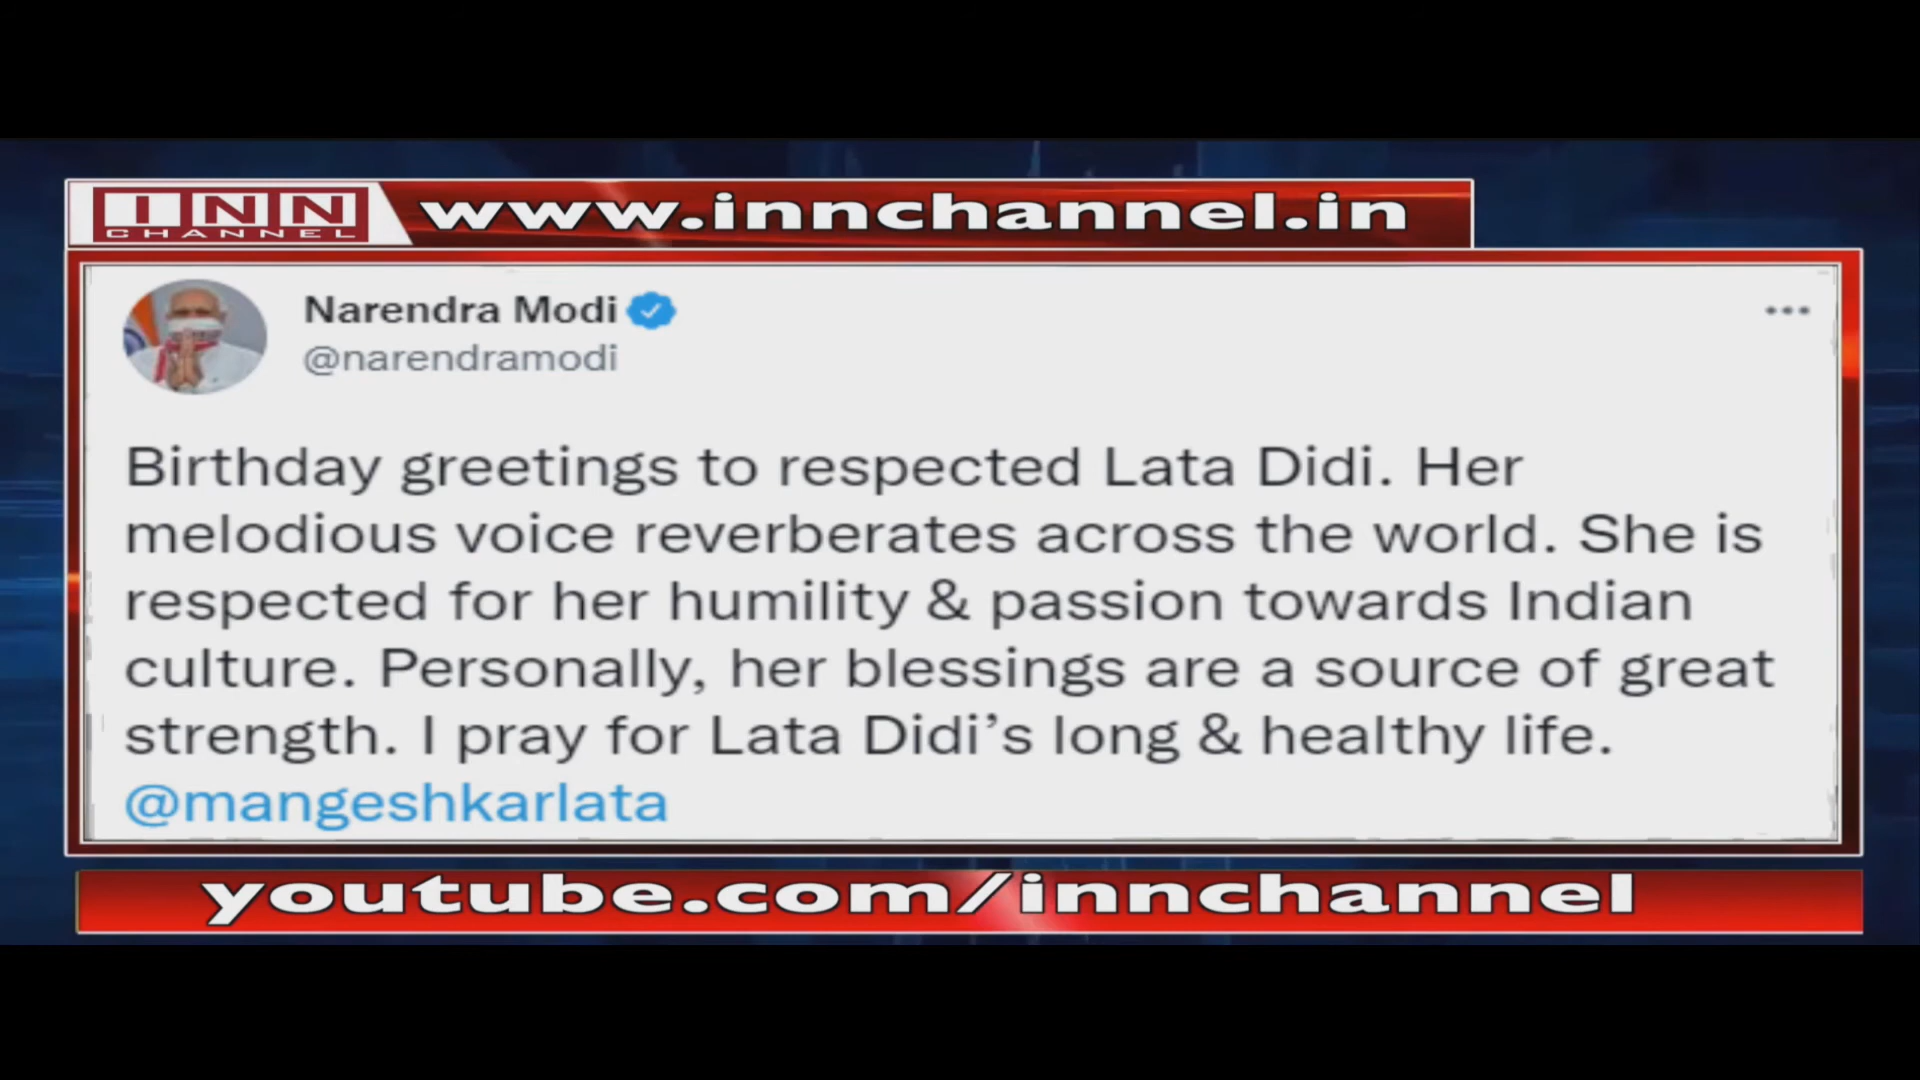 INN
CHANNEL
www.innchannel.in
Narendra Modi
@narendramodi
Birthday greetings to respected Lata Didi. Her
melodious voice reverberates across the world. She is
respected for her humility & passion towards Indian
culture. Personally, her blessings are a source of great
strength. I pray for Lata Didi’s long & healthy life.
@mangeshkarlata
youtube.com/innchannel